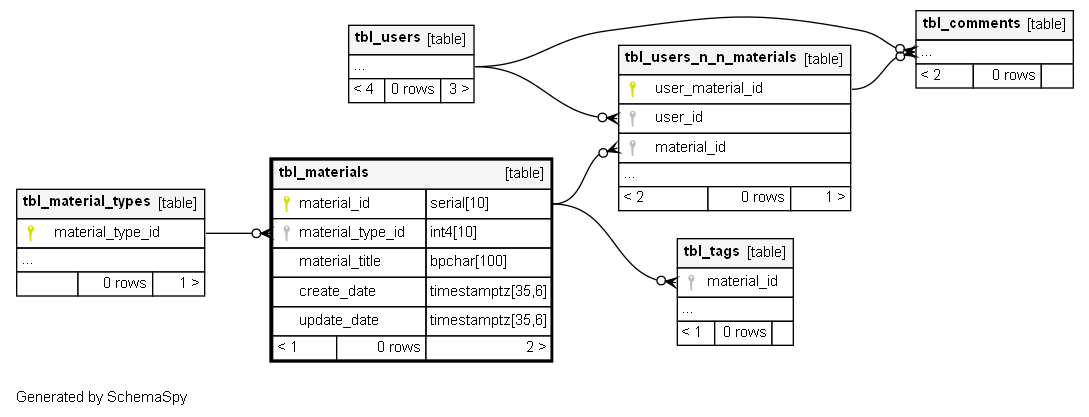 tbl_users [table]
...
< 4 0 rows 3 >
tbl_comments [table]
...
< 2 0 rows
tbl_users_n_n_materials [table]
user_material_id
user_id
material_id
...
< 2 0 rows 1 >
tbl_materials [table]
material_id serial[10]
material_type_id int4[10]
material_title bpchar[100]
create_date timestamptz[35,6]
update_date timestamptz[35,6]
< 1 0 rows 2 >
tbl_material_types [table]
material_type_id
...
0 rows 1 >
tbl_tags [table]
material_id
...
< 1 0 rows
Generated by SchemaSpy